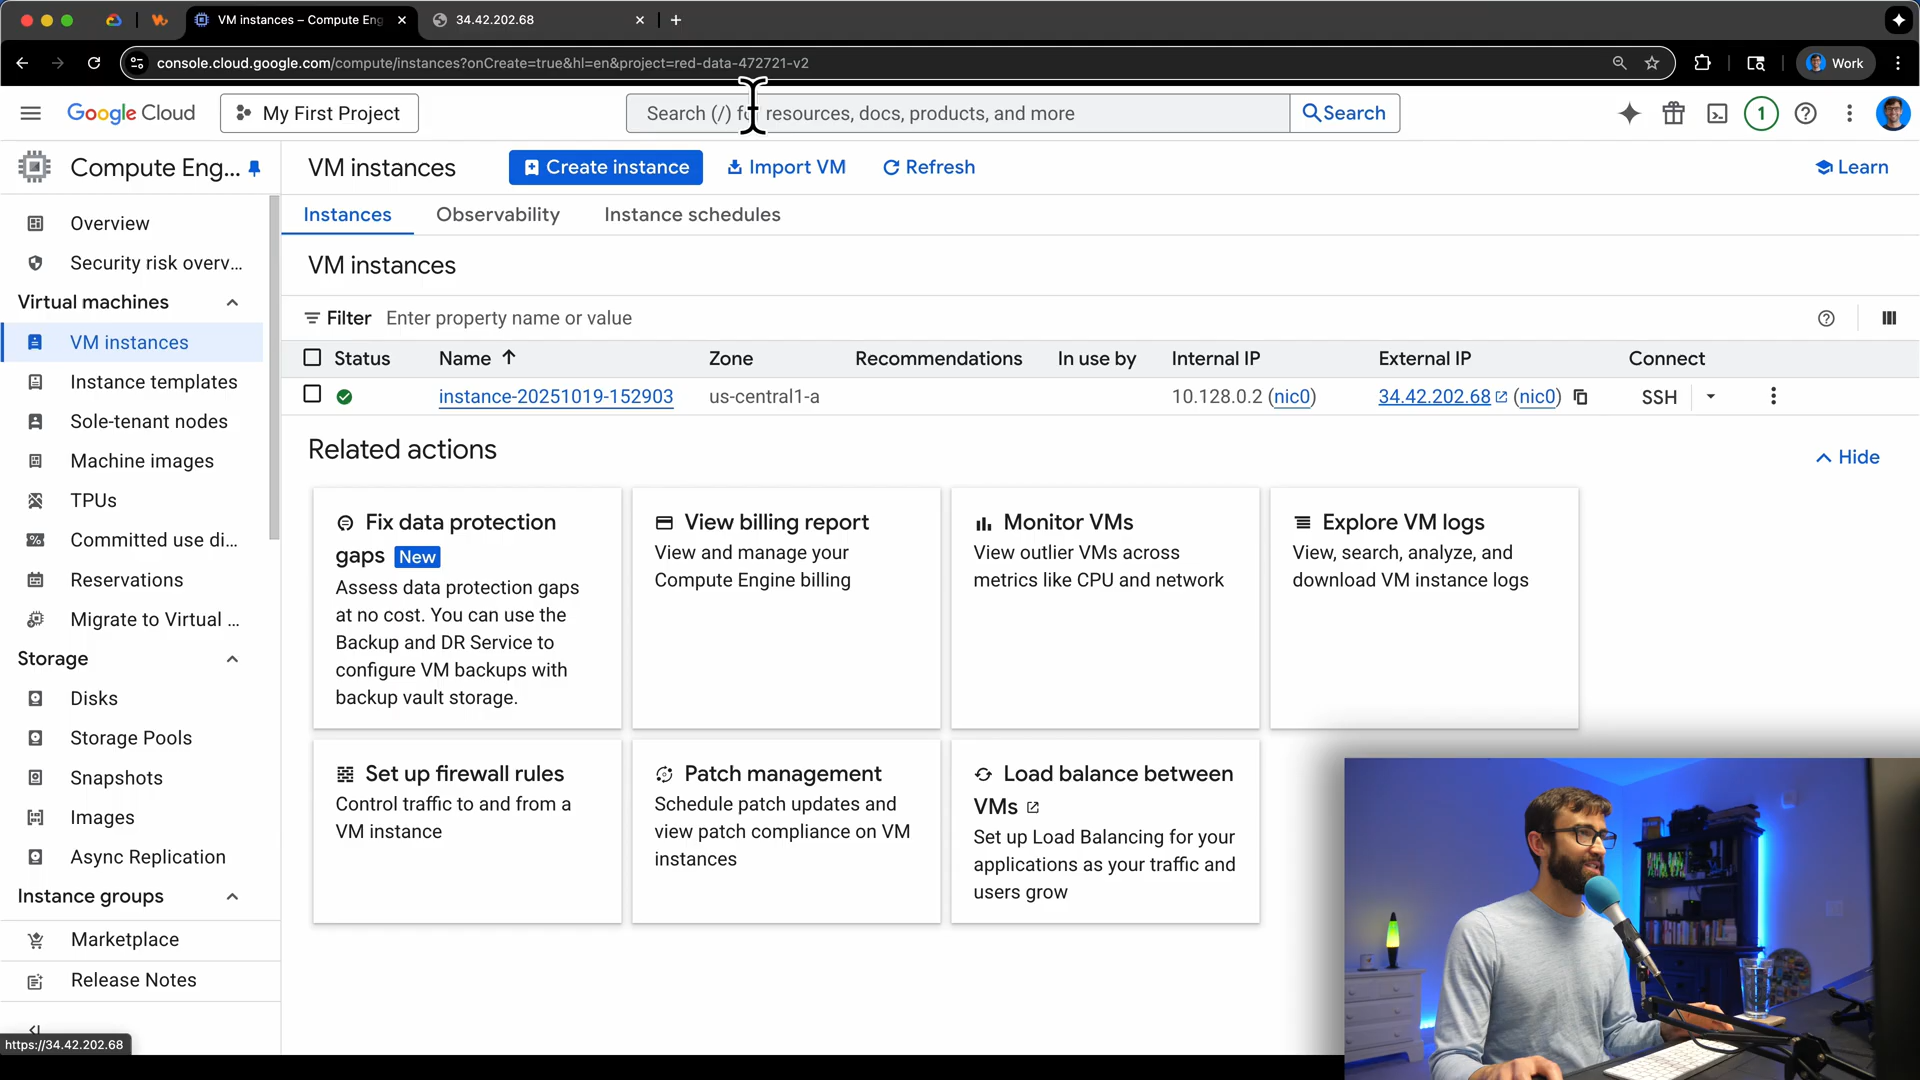 VM instances – Compute Eng
34.42.202.68
console.cloud.google.com/compute/instances?onCreate=true&hl=en&project=red-data-472721-v2
Work
Google Cloud
My First Project
Search (/) for resources, docs, products, and more
Search
1
Compute Eng...
VM instances
Create instance
Import VM
Refresh
Learn
Overview
Security risk overv...
Virtual machines
VM instances
Instance templates
Sole-tenant nodes
Machine images
TPUs
Committed use di...
Reservations
Migrate to Virtual ...
Storage
Disks
Storage Pools
Snapshots
Images
Async Replication
Instance groups
Marketplace
Release Notes
https://34.42.202.68
Instances
Observability
Instance schedules
VM instances
Filter Enter property name or value
Status Name Zone Recommendations In use by Internal IP External IP Connect
instance-20251019-152903 us-central1-a 10.128.0.2 (nic0) 34.42.202.68 (nic0) SSH
Related actions
Hide
Fix data protection
gaps New
Assess data protection gaps
at no cost. You can use the
Backup and DR Service to
configure VM backups with
backup vault storage.
View billing report
View and manage your
Compute Engine billing
Monitor VMs
View outlier VMs across
metrics like CPU and network
Explore VM logs
View, search, analyze, and
download VM instance logs
Set up firewall rules
Control traffic to and from a
VM instance
Patch management
Schedule patch updates and
view patch compliance on VM
instances
Load balance between
VMs
Set up Load Balancing for your
applications as your traffic and
users grow